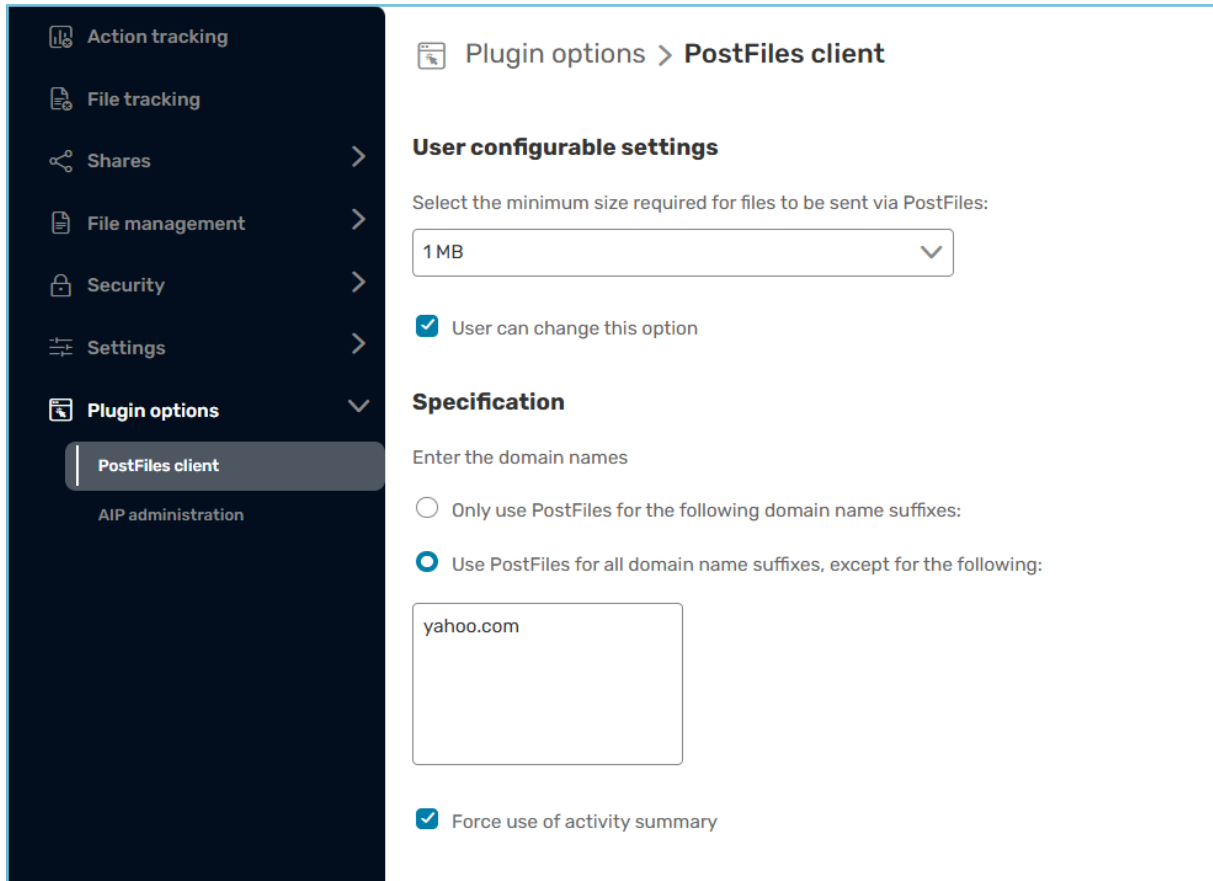 Action tracking
File tracking
Shares
File management
Security
Settings
Plugin options
PostFiles client
AIP administration
Plugin options > PostFiles client
User configurable settings
Select the minimum size required for files to be sent via PostFiles:
1 MB
User can change this option
Specification
Enter the domain names
Only use PostFiles for the following domain name suffixes:
Use PostFiles for all domain name suffixes, except for the following:
yahoo.com
Force use of activity summary